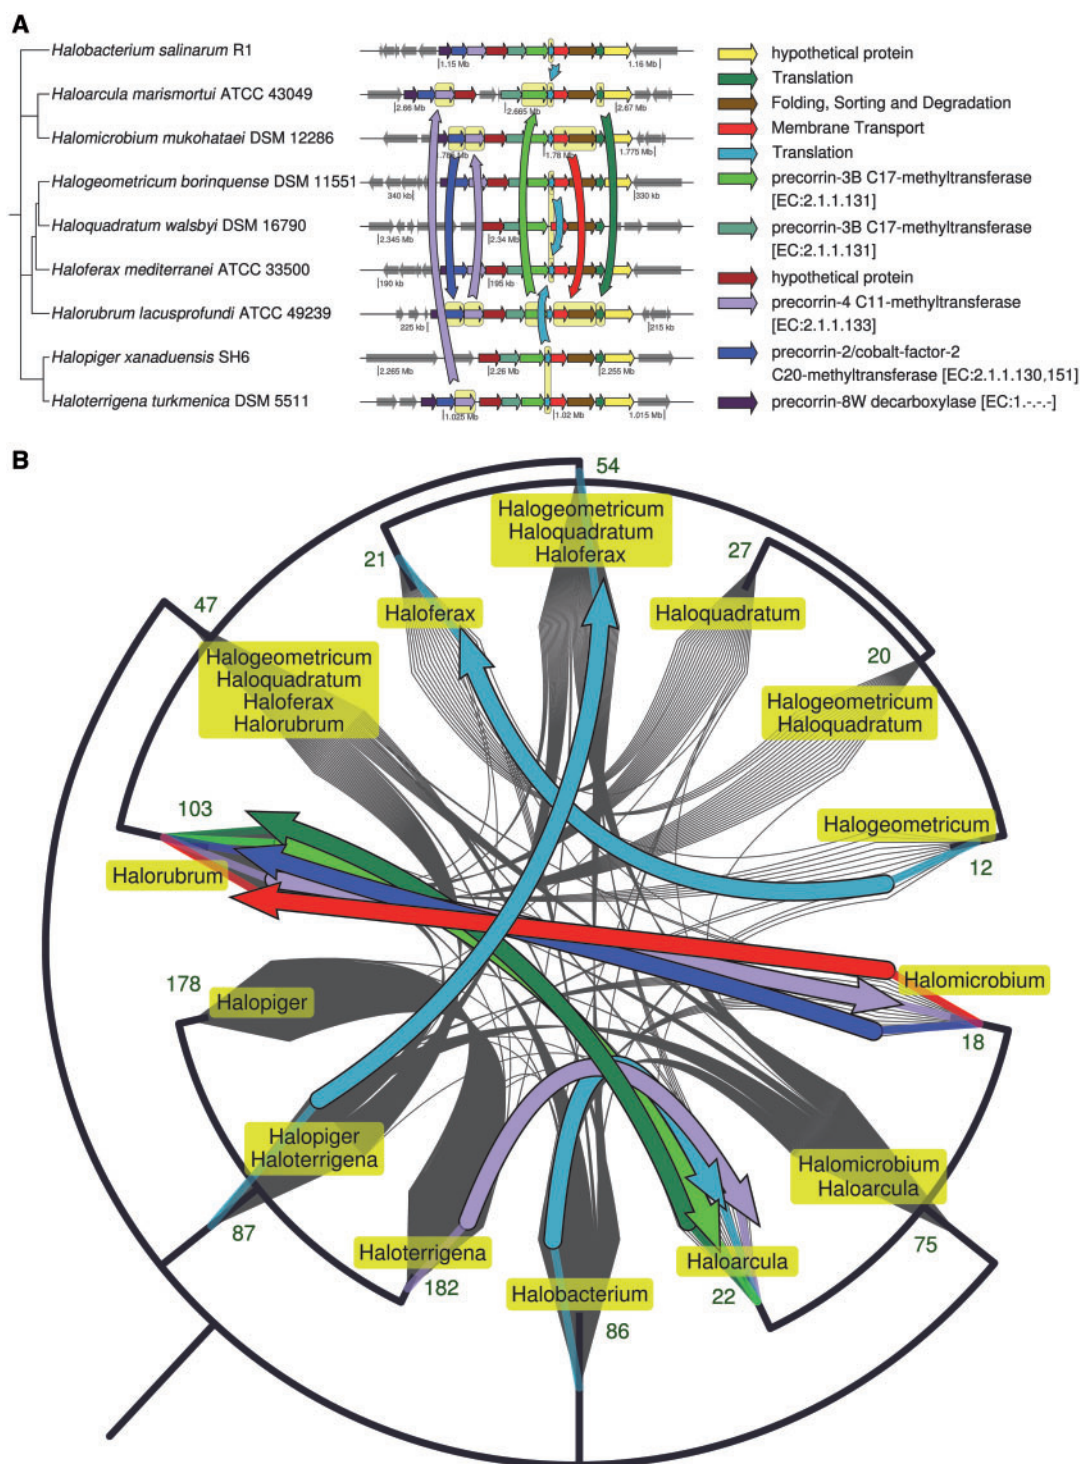 A
Halobacterium salinarum R1
Haloarcula marismortui ATCC 43049
Halomicrobium mukohataei DSM 12286
Halogeometricum borinquense DSM 11551
Haloquadratum walsbyi DSM 16790
Haloferax mediterranei ATCC 33500
Halorubrum lacusprofundi ATCC 49239
Halopiger xanaduensis SH6
Haloterrigena turkmenica DSM 5511
1.15 Mb 1.16 Mb
2.66 Mb 2.665 Mb 2.67 Mb
1.78 Mb 1.775 Mb
340 kb 330 kb
2.345 Mb 2.34 Mb
190 kb 195 kb
225 kb 215 kb
2.265 Mb 2.26 Mb 2.255 Mb
1.025 Mb 1.02 Mb 1.015 Mb
hypothetical protein
Translation
Folding, Sorting and Degradation
Membrane Transport
Translation
precorrin-3B C17-methyltransferase
[EC:2.1.1.131]
precorrin-3B C17-methyltransferase
[EC:2.1.1.131]
hypothetical protein
precorrin-4 C11-methyltransferase
[EC:2.1.1.133]
precorrin-2/cobalt-factor-2
C20-methyltransferase [EC:2.1.1.130,151]
precorrin-8W decarboxylase [EC:1.-.-.-]
B
54
Halogeometricum
Haloquadratum
Haloferax
21
Haloferax
27
Haloquadratum
47
Halogeometricum
Haloquadratum
Haloferax
Halorubrum
20
Halogeometricum
Haloquadratum
103
Halorubrum
Halogeometricum
12
178
Halopiger
Halomicrobium
18
Halopiger
Haloterrigena
87
Halomicrobium
Haloarcula
75
Haloterrigena
182
Halobacterium
86
Haloarcula
22